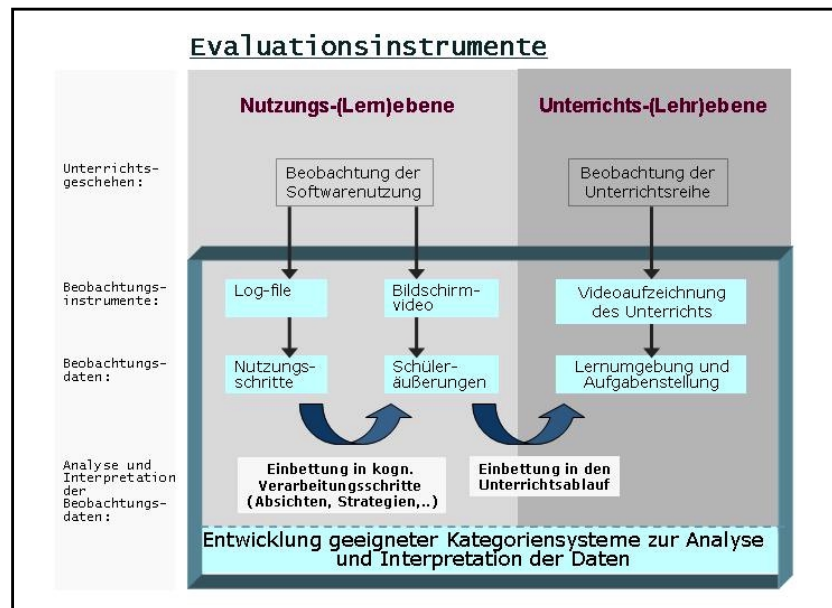 Evaluationsinstrumente
Nutzungs-(Lern)ebene
Unterrichts-(Lehr)ebene
Unterrichts-
geschehen:
Beobachtung der
Softwarenutzung
Beobachtung der
Unterrichtsreihe
Beobachtungs-
instrumente:
Log-file
Bildschirm-
video
Videoaufzeichnung
des Unterrichts
Beobachtungs-
daten:
Nutzungs-
schritte
Schüler-
äußerungen
Lernumgebung und
Aufgabenstellung
Analyse und
Interpretation
der
Beobachtungs-
daten:
Einbettung in kogn.
Verarbeitungsschritte
(Absichten, Strategien,..)
Einbettung in den
Unterrichtsablauf
Entwicklung geeigneter Kategoriensysteme zur Analyse
und Interpretation der Daten